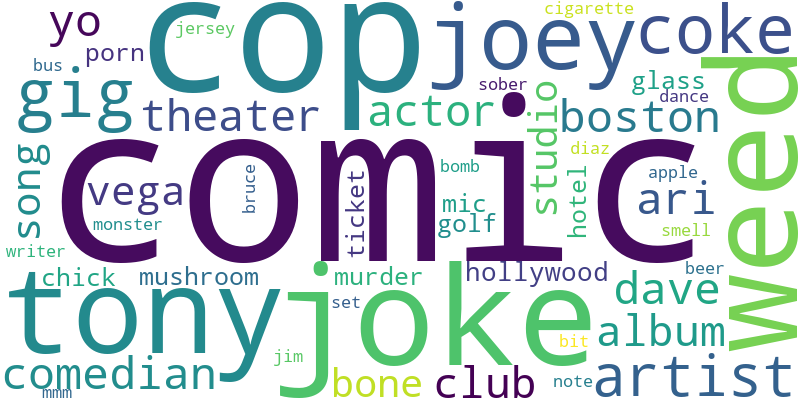 yo
jersey
cop
joey
cigarette
coke
bus
porn
gig
theater
actor
sober
studio
glass
dance
boston
weed
song
comic
vega
monster
bruce
ticket
bomb
mic
golf
diaz
hotel
apple
ari
smell
writer
chick
mushroom
murder
hollywood
beer
tony
joke
set
dave
bit
album
jim
comedian
mmm
bone
club
note
artist